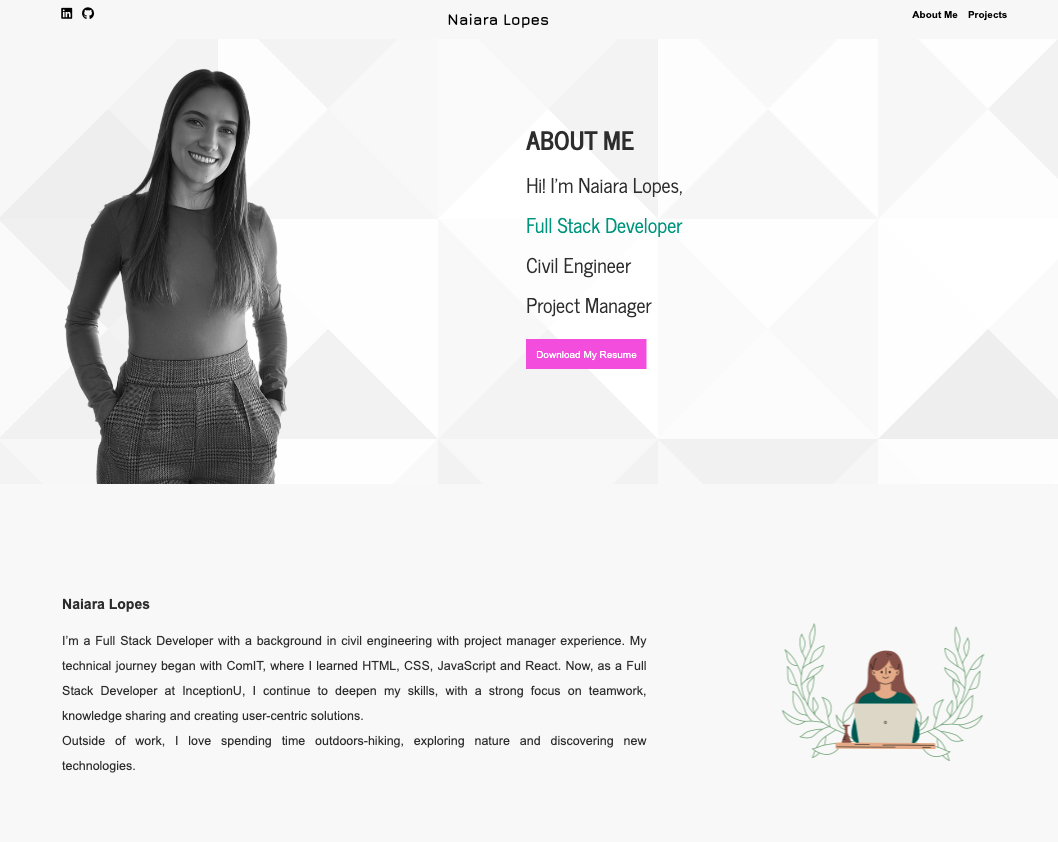 Naiara Lopes
About Me Projects
ABOUT ME
Hi! I'm Naiara Lopes,
Full Stack Developer
Civil Engineer
Project Manager
Download My Resume
Naiara Lopes
I'm a Full Stack Developer with a background in civil engineering with project manager experience. My
technical journey began with ComIT, where I learned HTML, CSS, JavaScript and React. Now, as a Full
Stack Developer at InceptionU, I continue to deepen my skills, with a strong focus on teamwork,
knowledge sharing and creating user-centric solutions.
Outside of work, I love spending time outdoors-hiking, exploring nature and discovering new
technologies.